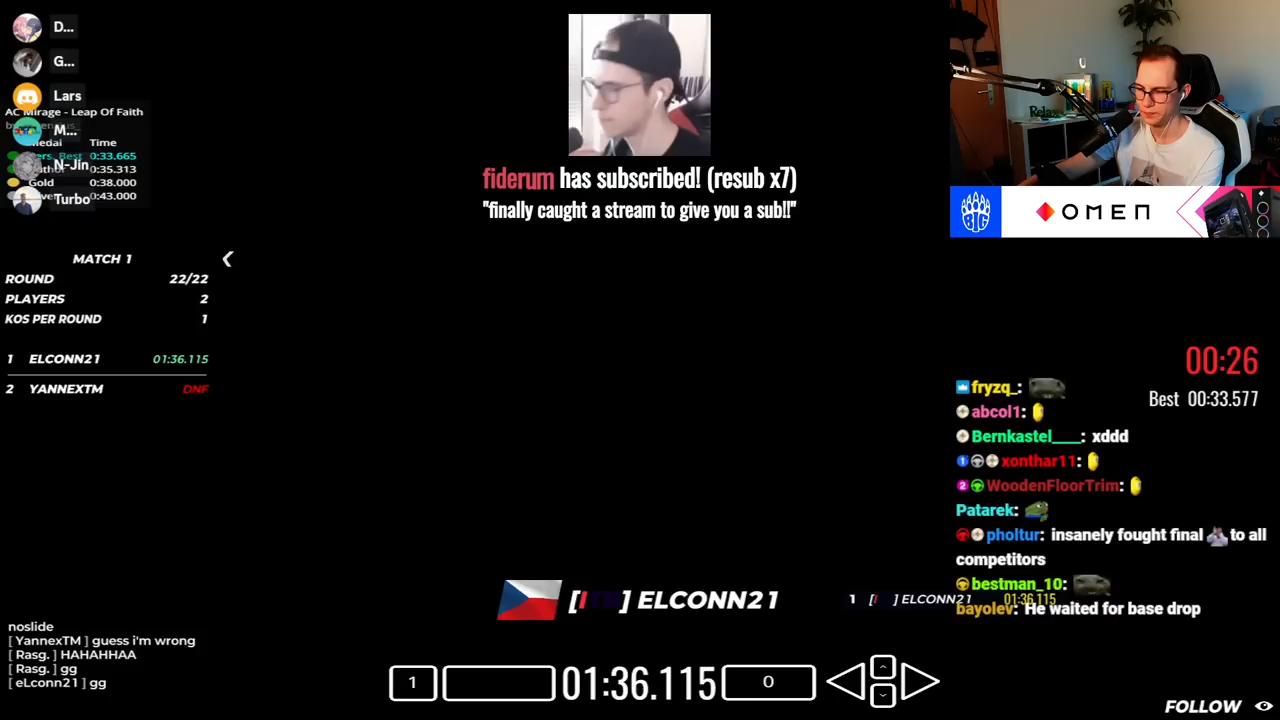 D...
G...
Lars
AC Mirage - Leap Of Faith
M...
Time
0:33.665
N-Jin
0:35.313
Gold 0:38.000
0:43.000
Turbo
fiderum has subscribed! (resub x7)
"finally caught a stream to give you a sub!!"
Relax
BIG
OMEN
MATCH 1
ROUND 22/22
PLAYERS 2
KOS PER ROUND 1
1 ELCONN21 01:36.115
2 YANNEXTM DNF
00:26
Best 00:33.577
fryzq_:
abcol1:
Bernkastel___: xddd
xonthar11:
WoodenFloorTrim:
Patarek:
pholtur: insanely fought final to all
competitors
bestman_10:
bayolev: He waited for base drop
ELCONN21
1 ELCONN21 01:36.115
noslide
[ YannexTM ] guess i'm wrong
[ Rasg. ] HAHAHHAA
[ Rasg. ] gg
[ eLconn21 ] gg
1
01:36.115
0
FOLLOW